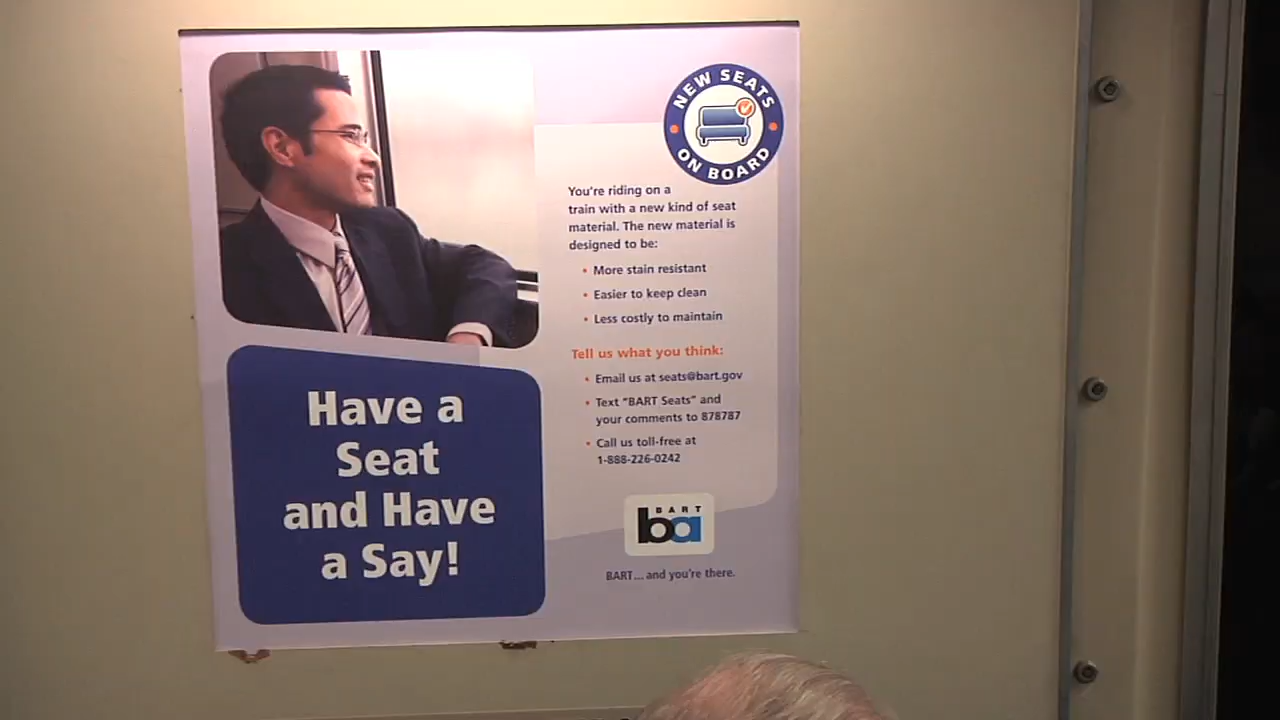 NEW SEATS
ON BOARD
You're riding on a
train with a new kind of seat
material. The new material is
designed to be:
• More stain resistant
• Easier to keep clean
• Less costly to maintain
Tell us what you think:
• Email us at seats@bart.gov
• Text “BART Seats” and
your comments to 878787
• Call us toll-free at
1-888-226-0242
Have a
Seat
and Have
a Say!
BART
ba
BART...and you're there.